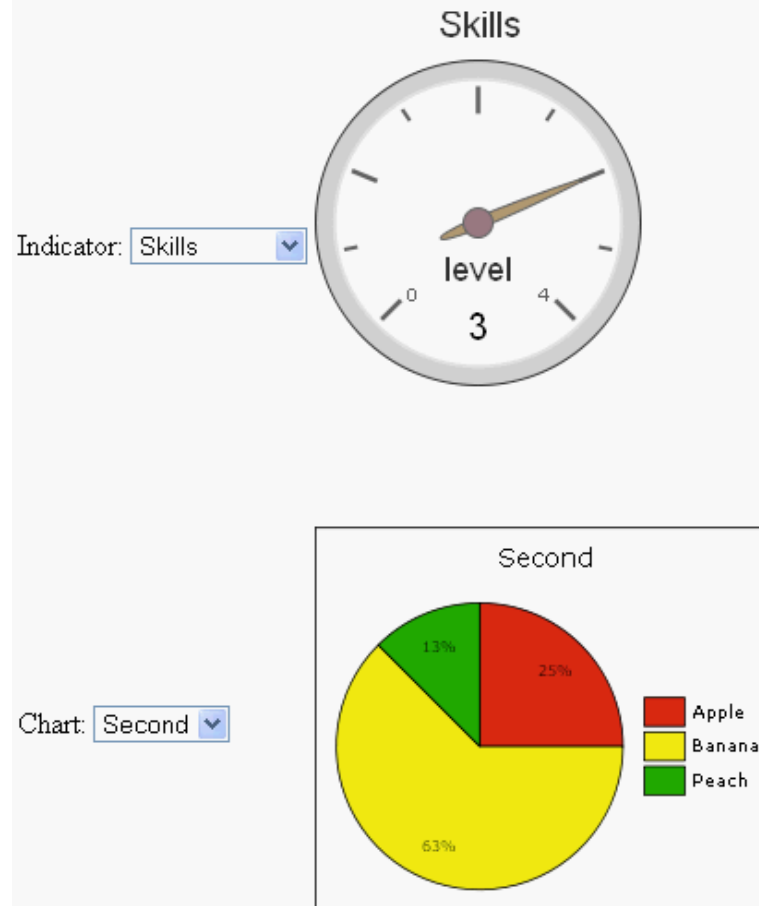 Skills
Indicator: Skills
level
0
4
3
Second
13%
25%
63%
Chart: Second
Apple
Banana
Peach